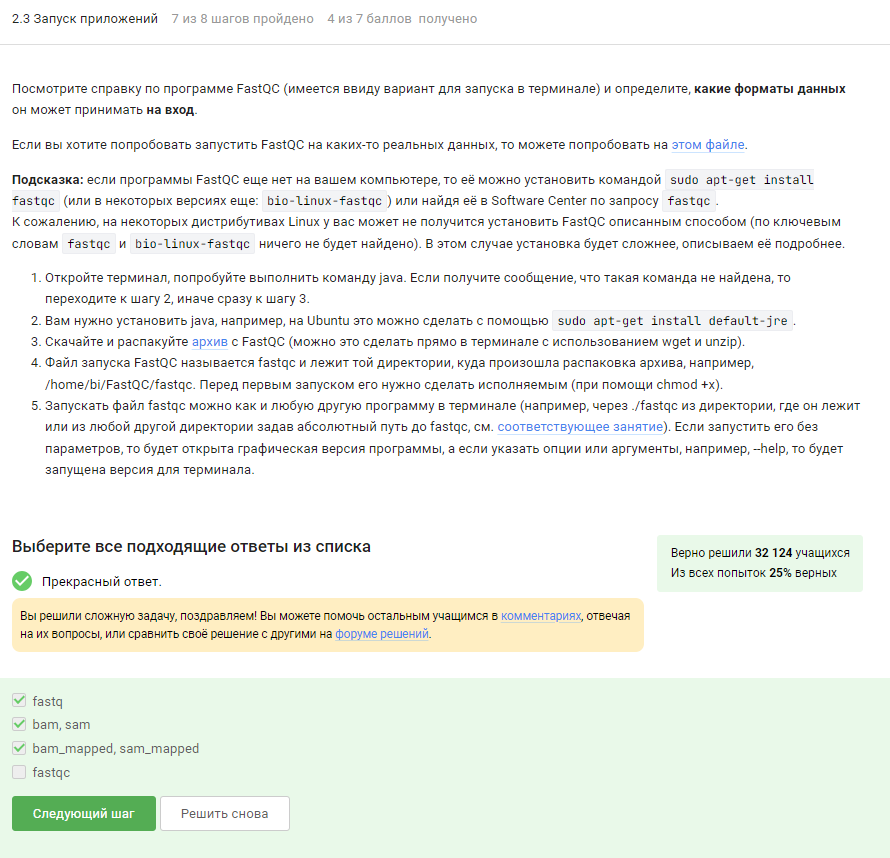 2.3 Запуск приложений 7 из 8 шагов пройдено 4 из 7 баллов получено
Посмотрите справку по программе FastQC (имеется ввиду вариант для запуска в терминале) и определите, какие форматы данных
он может принимать на вход.
Если вы хотите попробовать запустить FastQC на каких-то реальных данных, то можете попробовать на этом файле.
Подсказка: если программы FastQC еще нет на вашем компьютере, то её можно установить командой sudo apt-get install
fastqc (или в некоторых версиях еще: bio-linux-fastqc ) или найдя её в Software Center по запросу fastqc .
К сожалению, на некоторых дистрибутивах Linux у вас может не получится установить FastQC описанным способом (по ключевым
словам fastqc и bio-linux-fastqc ничего не будет найдено). В этом случае установка будет сложнее, описываем её подробнее.
1. Откройте терминал, попробуйте выполнить команду java. Если получите сообщение, что такая команда не найдена, то
переходите к шагу 2, иначе сразу к шагу 3.
2. Вам нужно установить java, например, на Ubuntu это можно сделать с помощью sudo apt-get install default-jre .
3. Скачайте и распакуйте архив с FastQC (можно это сделать прямо в терминале с использованием wget и unzip).
4. Файл запуска FastQC называется fastqc и лежит той директории, куда произошла распаковка архива, например,
/home/bi/FastQC/fastqc. Перед первым запуском его нужно сделать исполняемым (при помощи chmod +x).
5. Запускать файл fastqc можно как и любую другую программу в терминале (например, через ./fastqc из директории, где он лежит
или из любой другой директории задав абсолютный путь до fastqc, см. соответствующее занятие). Если запустить его без
параметров, то будет открыта графическая версия программы, а если указать опции или аргументы, например, --help, то будет
запущена версия для терминала.
Выберите все подходящие ответы из списка
Верно решили 32 124 учащихся
Из всех попыток 25% верных
Прекрасный ответ.
Вы решили сложную задачу, поздравляем! Вы можете помочь остальным учащимся в комментариях, отвечая
на их вопросы, или сравнить своё решение с другими на форуме решений.
fastq
bam, sam
bam_mapped, sam_mapped
fastqc
Следующий шаг Решить снова